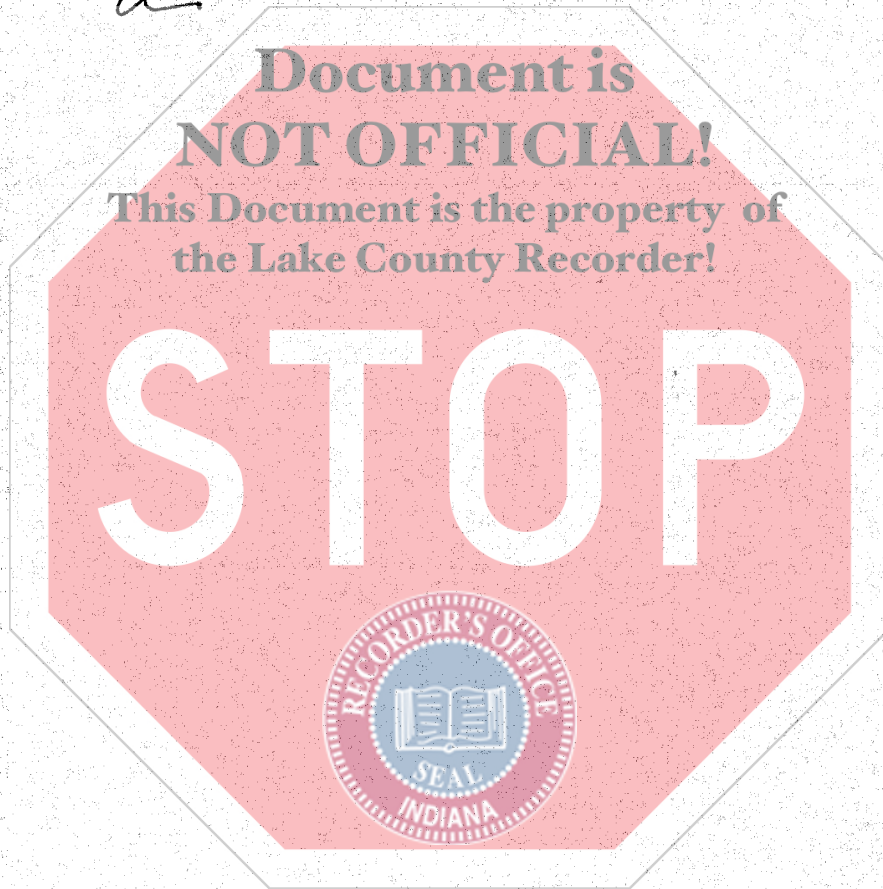 Document is
NOT OFFICIAL!
This Document is the property of
the Lake County Recorder!
STOP
RECORDER'S OFFICE
SEAL
INDIANA